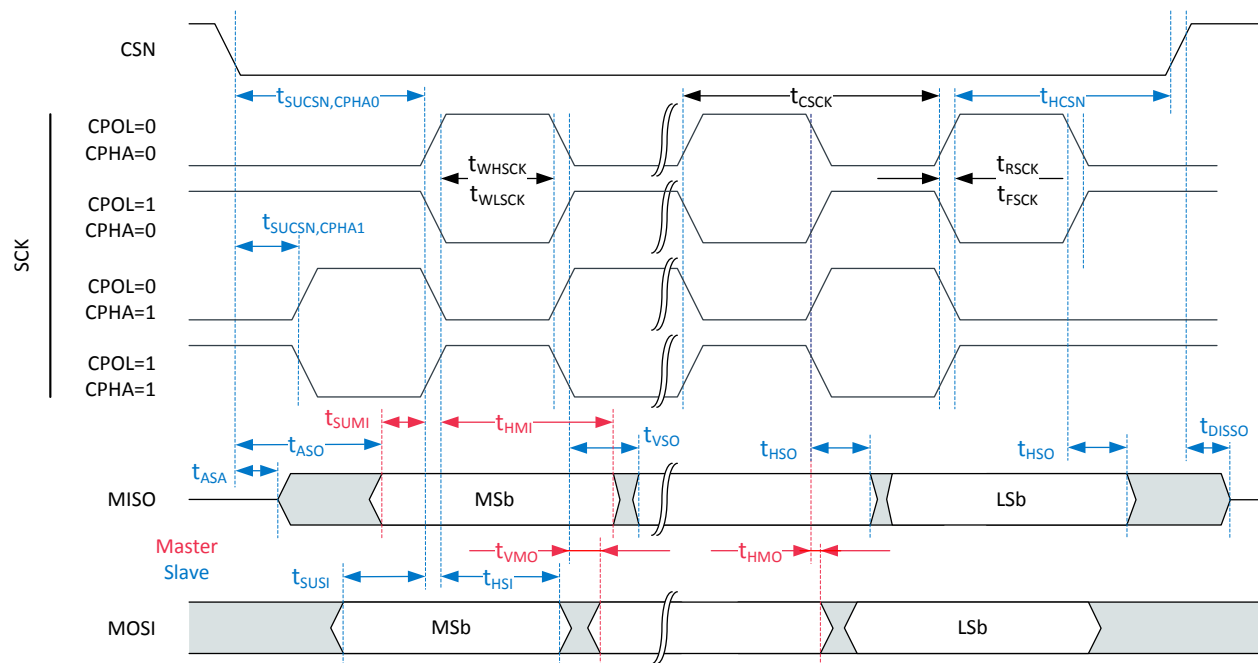 CSN
tSUCSN,CPHA0
tCSCK
tHCSN
SCK
CPOL=0
CPHA=0
tWHSCK
tWLSCK
tRSCK
tFSCK
CPOL=1
CPHA=0
tSUCSN,CPHA1
CPOL=0
CPHA=1
CPOL=1
CPHA=1
tSUMI
tHMI
tASO
tVSO
tHSO
tHSO
tDISSO
tASA
MISO
MSb
LSb
Master
Slave
tVMO
tHMO
tSUSI
tHSI
MOSI
MSb
LSb